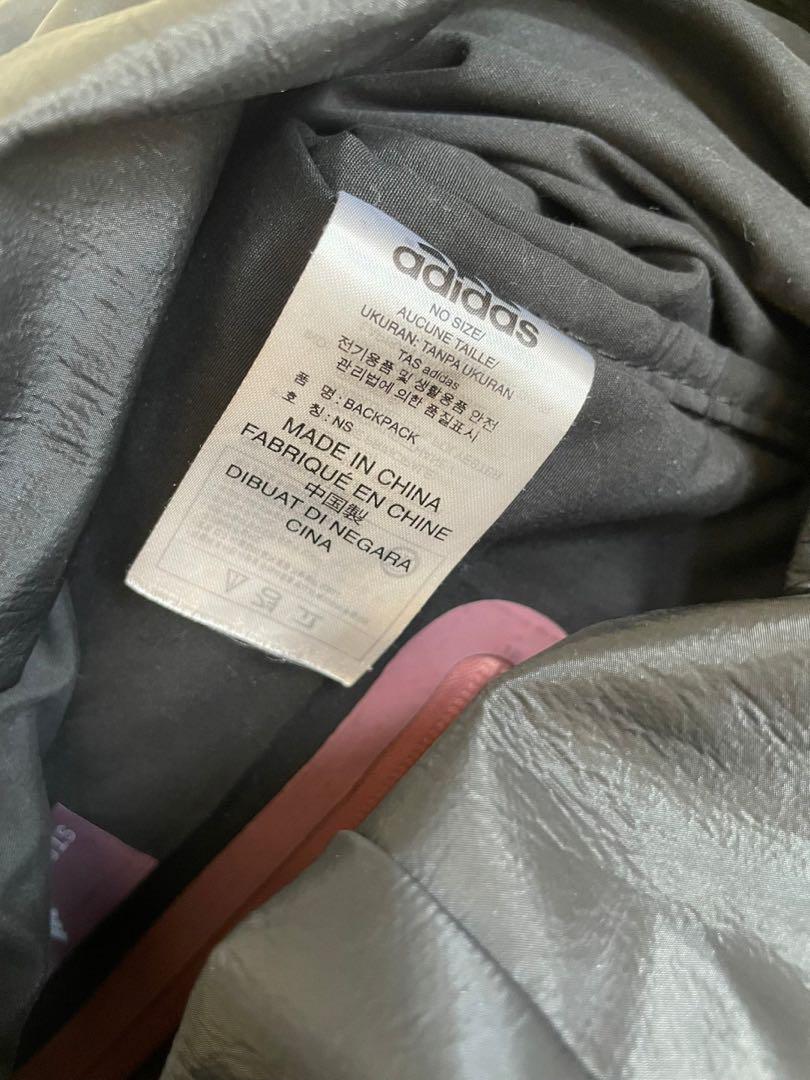 adidas
NO SIZE/
AUCUNE TAILLE/
UKURAN: TANPA UKURAN
TAS adidas
전기용품 및 생활용품 안전
관리법에 의한 품질표시
품 명 : BACKPACK
호 칭 : NS
MADE IN CHINA
FABRIQUÉ EN CHINE
中国製
DIBUAT DI NEGARA
CINA